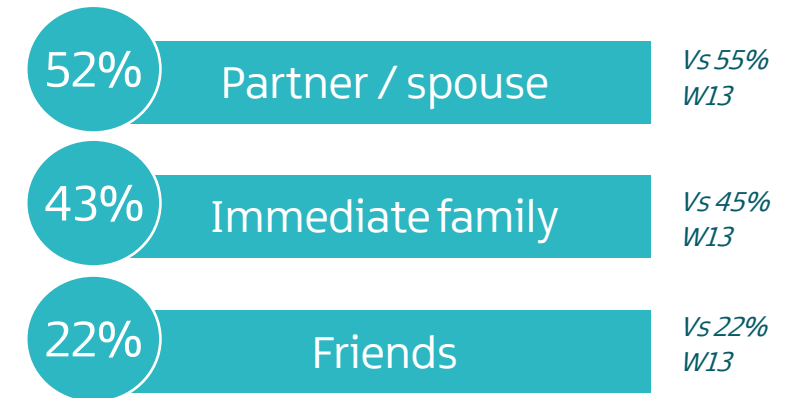 52%
Partner / spouse
Vs 55%
W13
43%
Immediate family
Vs 45%
W13
22%
Friends
Vs 22%
W13